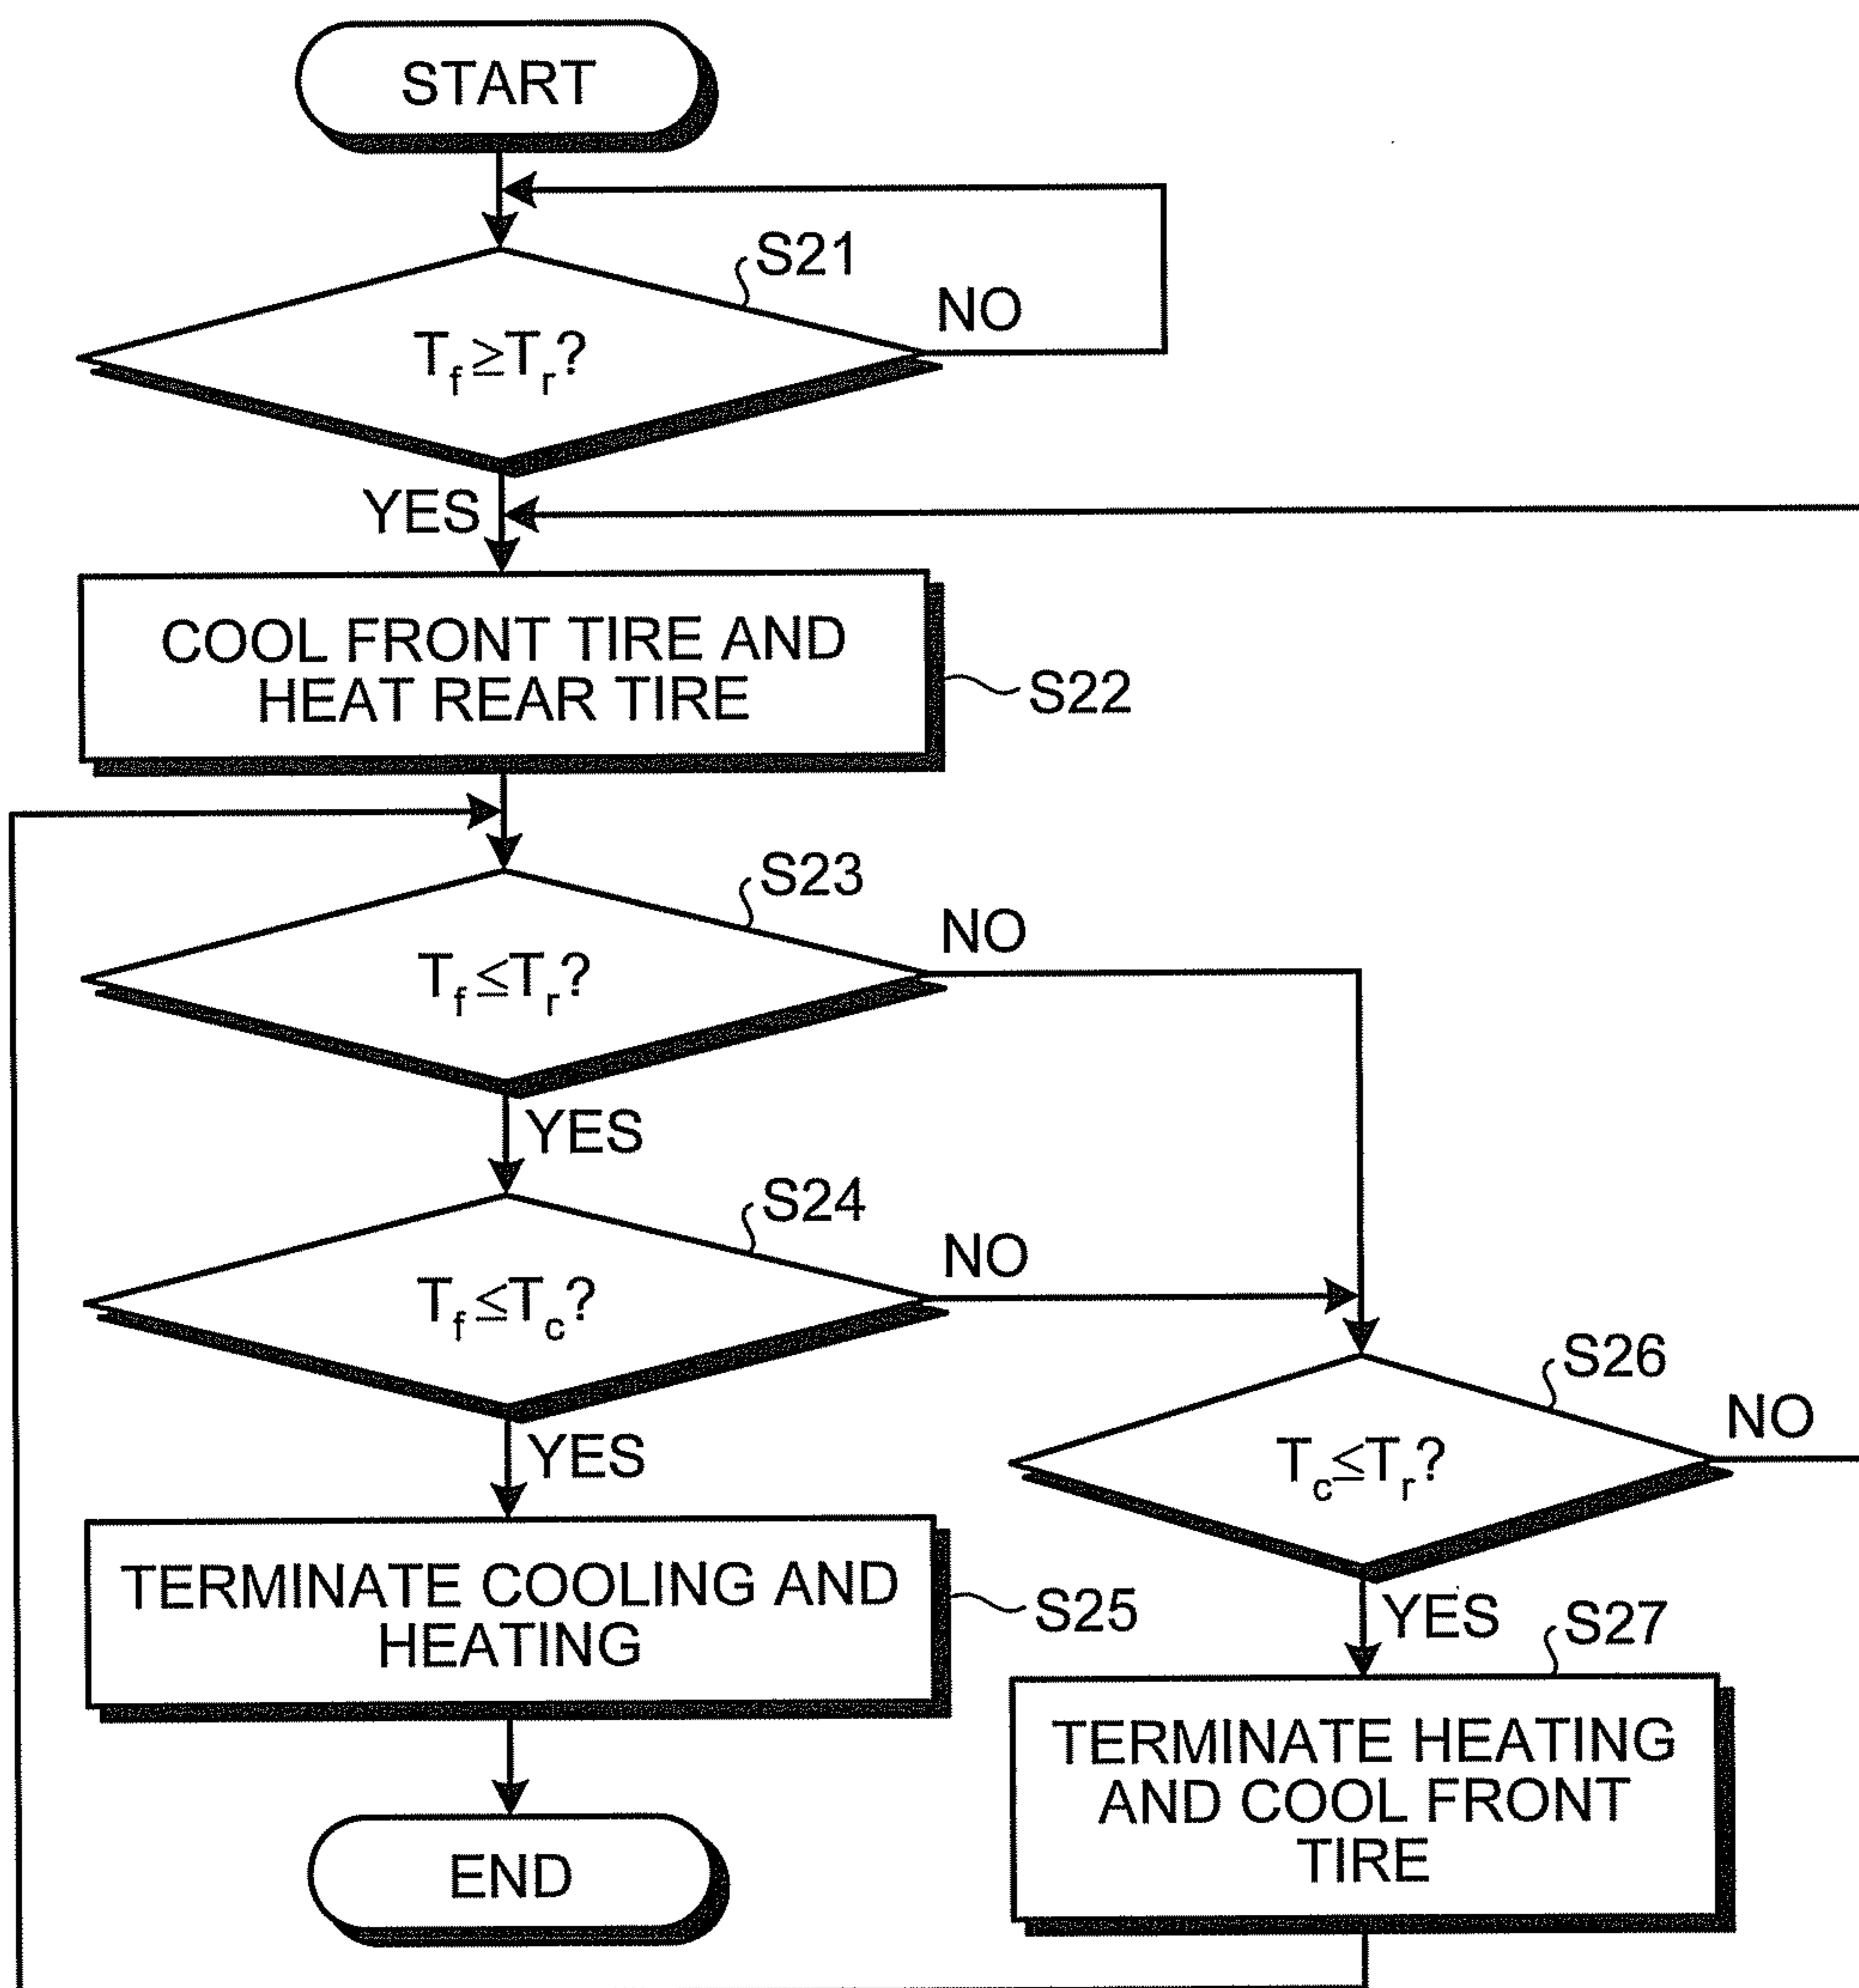 START
S21
T_f ≥ T_r?
NO
YES
COOL FRONT TIRE AND
HEAT REAR TIRE
S22
S23
T_f ≤ T_r?
NO
YES
S24
T_f ≤ T_c?
NO
YES
S26
T_c ≤ T_r?
NO
YES
TERMINATE COOLING AND
HEATING
S25
S27
TERMINATE HEATING
AND COOL FRONT
TIRE
END